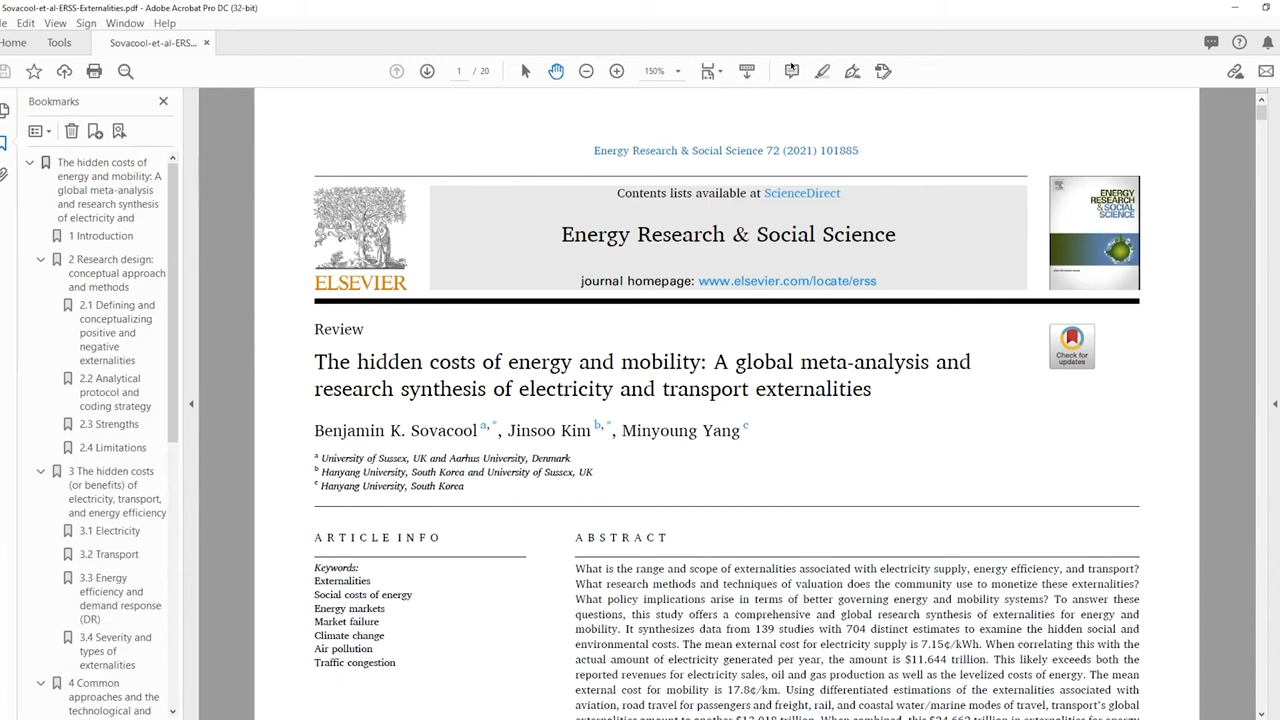 Sovacool-et-al-ERSS-Externalities.pdf - Adobe Acrobat Pro DC (32-bit)
Edit View Sign Window Help
Home Tools Sovacool-et-al-ERS... ×
1 / 20 150%
Bookmarks
The hidden costs of
energy and mobility: A
global meta-analysis
and research synthesis
of electricity and
1 Introduction
2 Research design:
conceptual approach
and methods
2.1 Defining and
conceptualizing
positive and
negative
externalities
2.2 Analytical
protocol and
coding strategy
2.3 Strengths
2.4 Limitations
3 The hidden costs
(or benefits) of
electricity, transport,
and energy efficiency
3.1 Electricity
3.2 Transport
3.3 Energy
efficiency and
demand response
(DR)
3.4 Severity and
types of
externalities
4 Common
approaches and the
technological and
Energy Research & Social Science 72 (2021) 101885
Contents lists available at ScienceDirect
Energy Research & Social Science
journal homepage: www.elsevier.com/locate/erss
ELSEVIER
ENERGY
RESEARCH
& SOCIAL
SCIENCE
Review
Check for
updates
The hidden costs of energy and mobility: A global meta-analysis and
research synthesis of electricity and transport externalities
Benjamin K. Sovacool a,*, Jinsoo Kim b,*, Minyoung Yang c
a University of Sussex, UK and Aarhus University, Denmark
b Hanyang University, South Korea and University of Sussex, UK
c Hanyang University, South Korea
ARTICLE INFO
Keywords:
Externalities
Social costs of energy
Energy markets
Market failure
Climate change
Air pollution
Traffic congestion
ABSTRACT
What is the range and scope of externalities associated with electricity supply, energy efficiency, and transport?
What research methods and techniques of valuation does the community use to monetize these externalities?
What policy implications arise in terms of better governing energy and mobility systems? To answer these
questions, this study offers a comprehensive and global research synthesis of externalities for energy and
mobility. It synthesizes data from 139 studies with 704 distinct estimates to examine the hidden social and
environmental costs. The mean external cost for electricity supply is 7.15¢/kWh. When correlating this with the
actual amount of electricity generated per year, the amount is $11.644 trillion. This likely exceeds both the
reported revenues for electricity sales, oil and gas production as well as the levelized costs of energy. The mean
external cost for mobility is 17.8¢/km. Using differentiated estimations of the externalities associated with
aviation, road travel for passengers and freight, rail, and coastal water/marine modes of travel, transport's global
externalities amount to another $13.018 trillion. When combined, this $24.662 trillion in externalities for energy